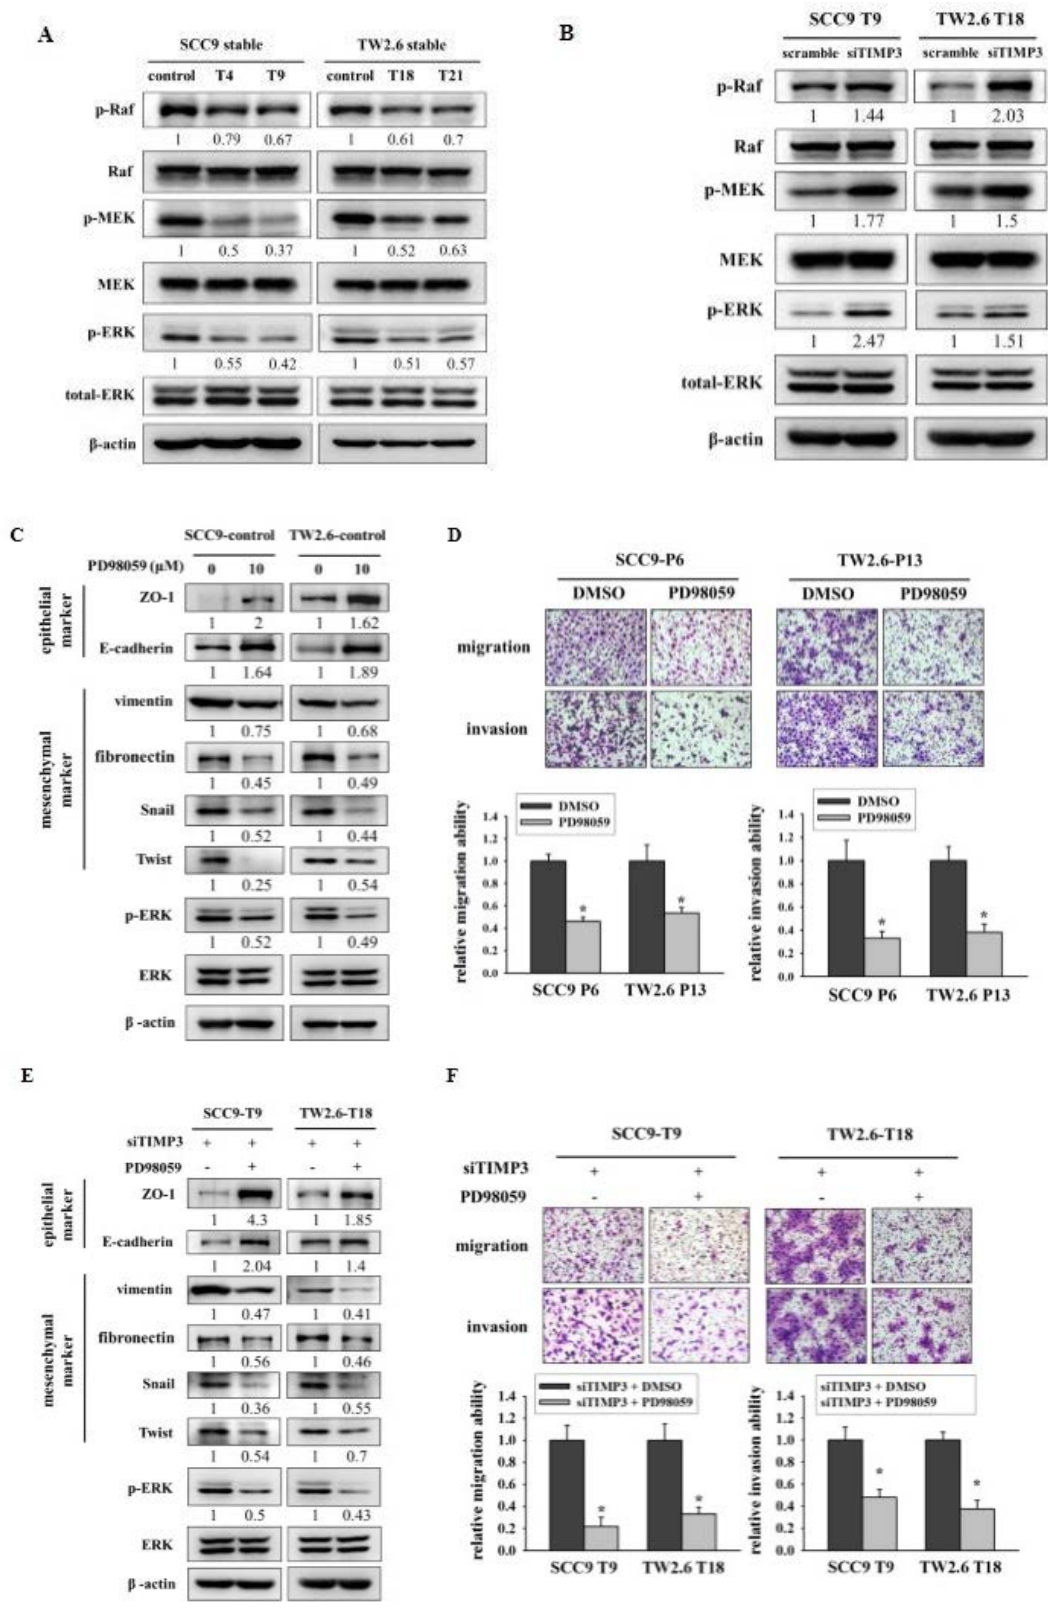 A
SCC9 stable TW2.6 stable
control T4 T9 control T18 T21
p-Raf
1 0.79 0.67 1 0.61 0.7
Raf
p-MEK
1 0.5 0.37 1 0.52 0.63
MEK
p-ERK
1 0.55 0.42 1 0.51 0.57
total-ERK
β-actin
B
SCC9 T9 TW2.6 T18
scramble siTIMP3 scramble siTIMP3
p-Raf
1 1.44 1 2.03
Raf
p-MEK
1 1.77 1 1.5
MEK
p-ERK
1 2.47 1 1.51
total-ERK
β-actin
C
SCC9-control TW2.6-control
PD98059 (μM) 0 10 0 10
epithelial marker
ZO-1
1 2 1 1.62
E-cadherin
1 1.64 1 1.89
mesenchymal marker
vimentin
1 0.75 1 0.68
fibronectin
1 0.45 1 0.49
Snail
1 0.52 1 0.44
Twist
1 0.25 1 0.54
p-ERK
1 0.52 1 0.49
ERK
β -actin
D
SCC9-P6 TW2.6-P13
DMSO PD98059 DMSO PD98059
migration
invasion
relative migration ability
1.4
1.2
1.0
0.8
0.6
0.4
0.2
0.0
DMSO
PD98059
* *
SCC9 P6 TW2.6 P13
relative invasion ability
1.4
1.2
1.0
0.8
0.6
0.4
0.2
0.0
DMSO
PD98059
* *
SCC9 P6 TW2.6 P13
E
SCC9-T9 TW2.6-T18
siTIMP3 + + + +
PD98059 - + - +
epithelial marker
ZO-1
1 4.3 1 1.85
E-cadherin
1 2.04 1 1.4
mesenchymal marker
vimentin
1 0.47 1 0.41
fibronectin
1 0.56 1 0.46
Snail
1 0.36 1 0.55
Twist
1 0.54 1 0.7
p-ERK
1 0.5 1 0.43
ERK
β -actin
F
SCC9-T9 TW2.6-T18
siTIMP3 + + + +
PD98059 - + - +
migration
invasion
relative migration ability
1.4
1.2
1.0
0.8
0.6
0.4
0.2
0.0
siTIMP3 + DMSO
siTIMP3 + PD98059
* *
SCC9 T9 TW2.6 T18
relative invasion ability
1.4
1.2
1.0
0.8
0.6
0.4
0.2
0.0
siTIMP3 + DMSO
siTIMP3 + PD98059
* *
SCC9 T9 TW2.6 T18